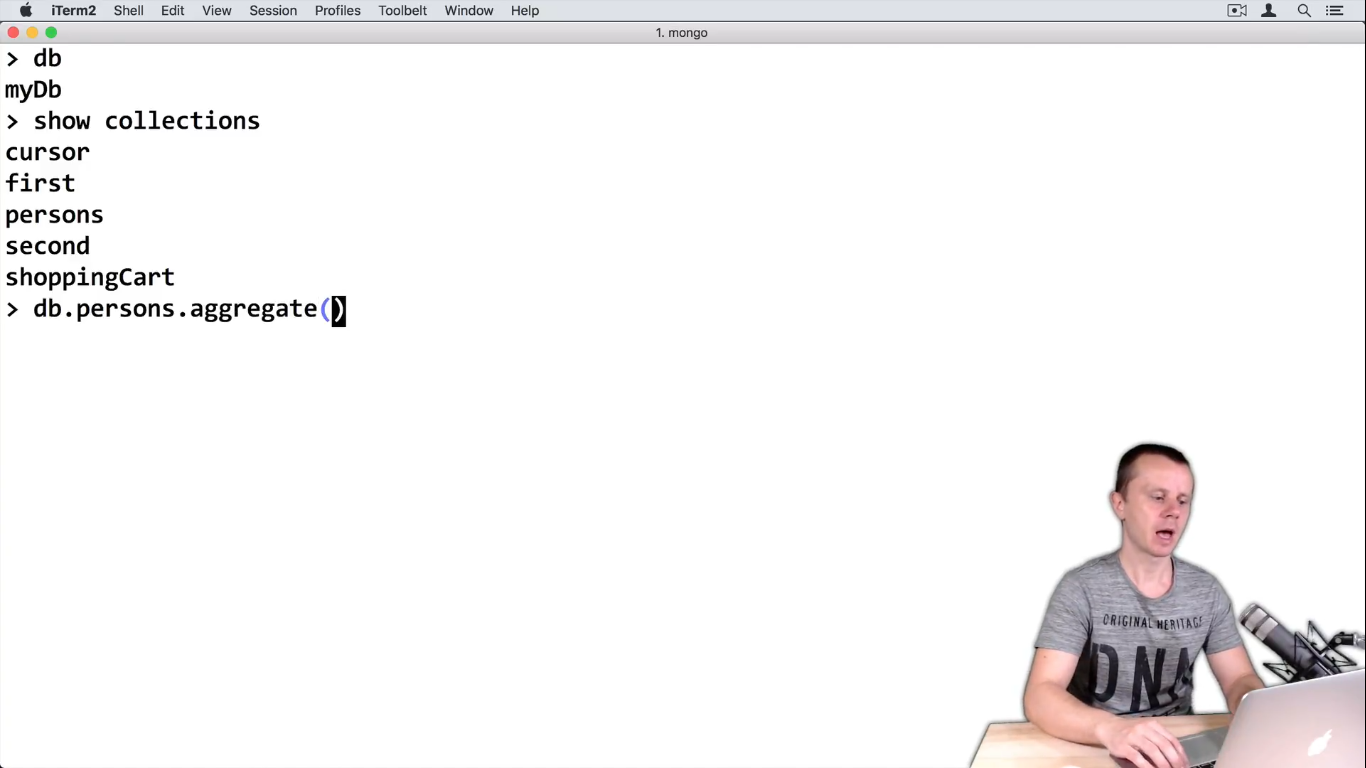 iTerm2 Shell Edit View Session Profiles Toolbelt Window Help
1. mongo
> db
myDb
> show collections
cursor
first
persons
second
shoppingCart
> db.persons.aggregate()
ORIGINAL HERITAGE
DNA